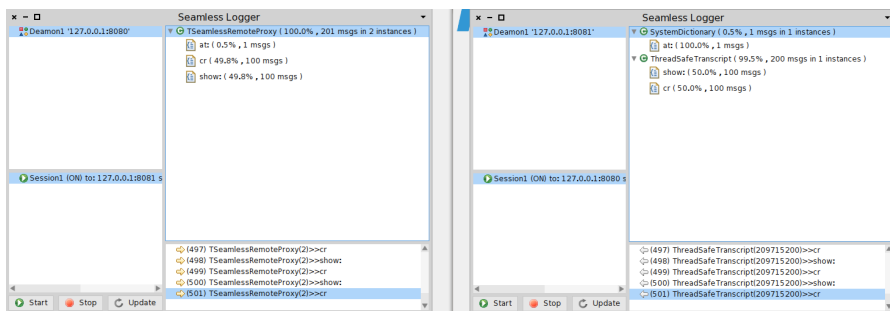 Seamless Logger
Deamon1 '127.0.0.1:8080'
TSeamlessRemoteProxy ( 100.0% , 201 msgs in 2 instances )
at: ( 0.5% , 1 msgs )
cr ( 49.8% , 100 msgs )
show: ( 49.8% , 100 msgs )
Session1 (ON) to: 127.0.0.1:8081 s
(497) TSeamlessRemoteProxy(2)>>cr
(498) TSeamlessRemoteProxy(2)>>show:
(499) TSeamlessRemoteProxy(2)>>cr
(500) TSeamlessRemoteProxy(2)>>show:
(501) TSeamlessRemoteProxy(2)>>cr
Start Stop Update
Seamless Logger
Deamon1 '127.0.0.1:8081'
SystemDictionary ( 0.5% , 1 msgs in 1 instances )
at: ( 100.0% , 1 msgs )
ThreadSafeTranscript ( 99.5% , 200 msgs in 1 instances )
show: ( 50.0% , 100 msgs )
cr ( 50.0% , 100 msgs )
Session1 (ON) to: 127.0.0.1:8080 s
(497) ThreadSafeTranscript(209715200)>>cr
(498) ThreadSafeTranscript(209715200)>>show:
(499) ThreadSafeTranscript(209715200)>>cr
(500) ThreadSafeTranscript(209715200)>>show:
(501) ThreadSafeTranscript(209715200)>>cr
Start Stop Update